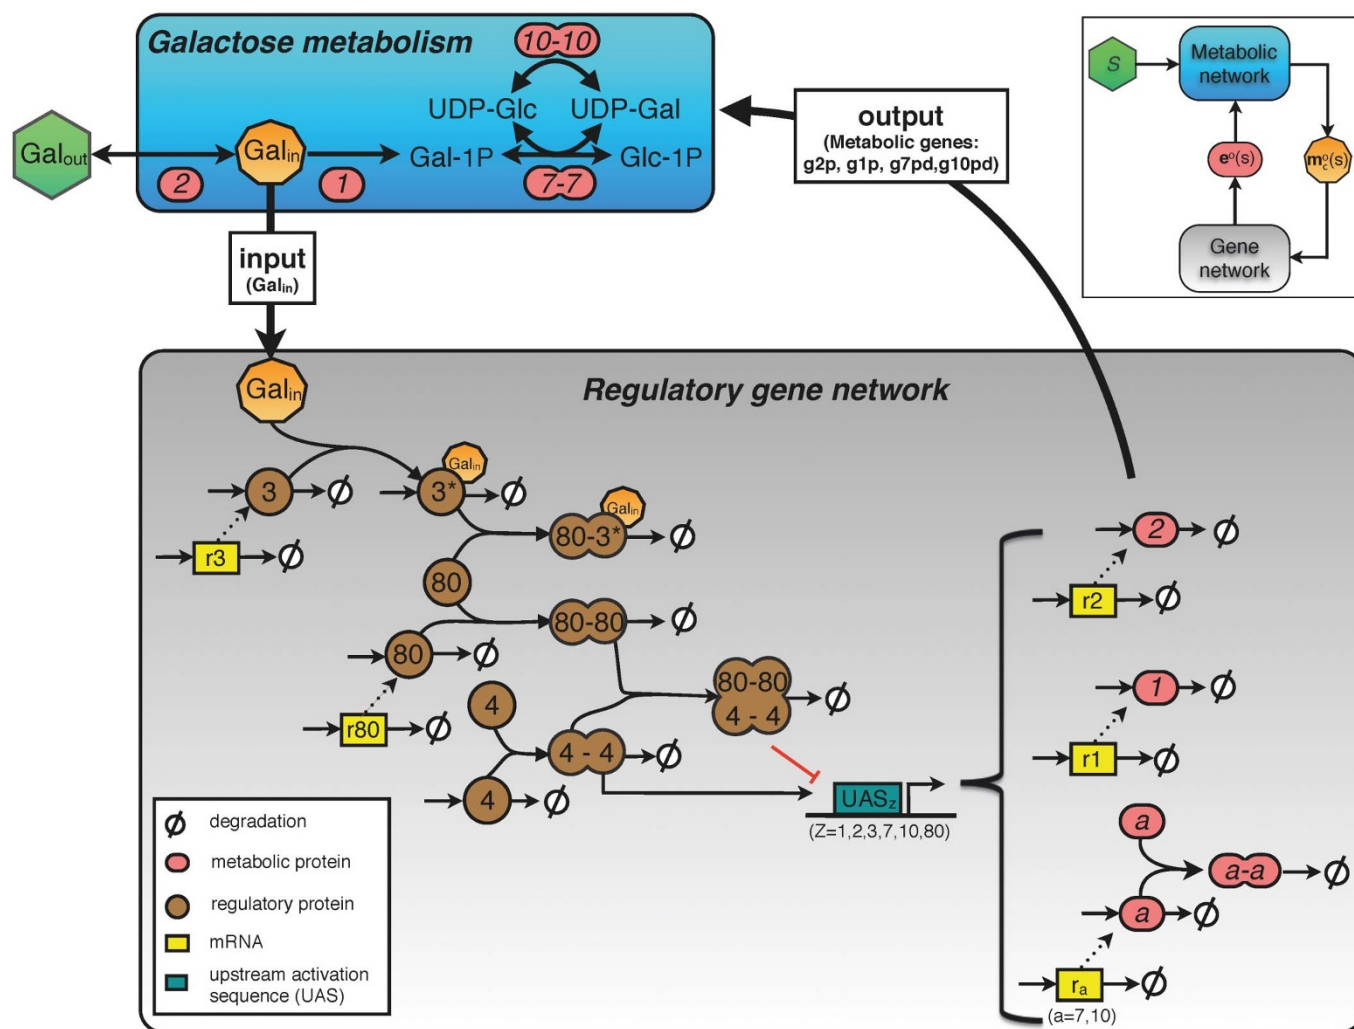 Galactose metabolism
10-10
UDP-Glc
UDP-Gal
Gal_out
Gal_in
Gal-1P
Glc-1P
2
1
7-7
input
(Gal_in)
output
(Metabolic genes:
g2p, g1p, g7pd,g10pd)
S
Metabolic
network
e°(s)
m_c°(s)
Gene
network
Regulatory gene network
Gal_in
Gal_in
3
3*
Gal_in
r3
80-3*
80
80-80
80
r80
4
80-80
4 - 4
4 - 4
4
UAS_z
(Z=1,2,3,7,10,80)
2
r2
1
r1
a
a-a
a
r_a
(a=7,10)
degradation
metabolic protein
regulatory protein
mRNA
upstream activation
sequence (UAS)